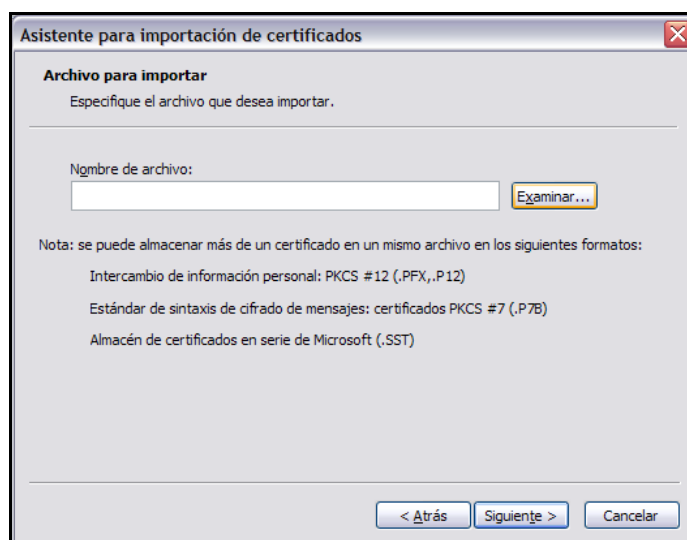 Asistente para importación de certificados
Archivo para importar
Especifique el archivo que desea importar.
Nombre de archivo:
Examinar...
Nota: se puede almacenar más de un certificado en un mismo archivo en los siguientes formatos:
Intercambio de información personal: PKCS #12 (.PFX,.P12)
Estándar de sintaxis de cifrado de mensajes: certificados PKCS #7 (.P7B)
Almacén de certificados en serie de Microsoft (.SST)
< Atrás Siguiente > Cancelar